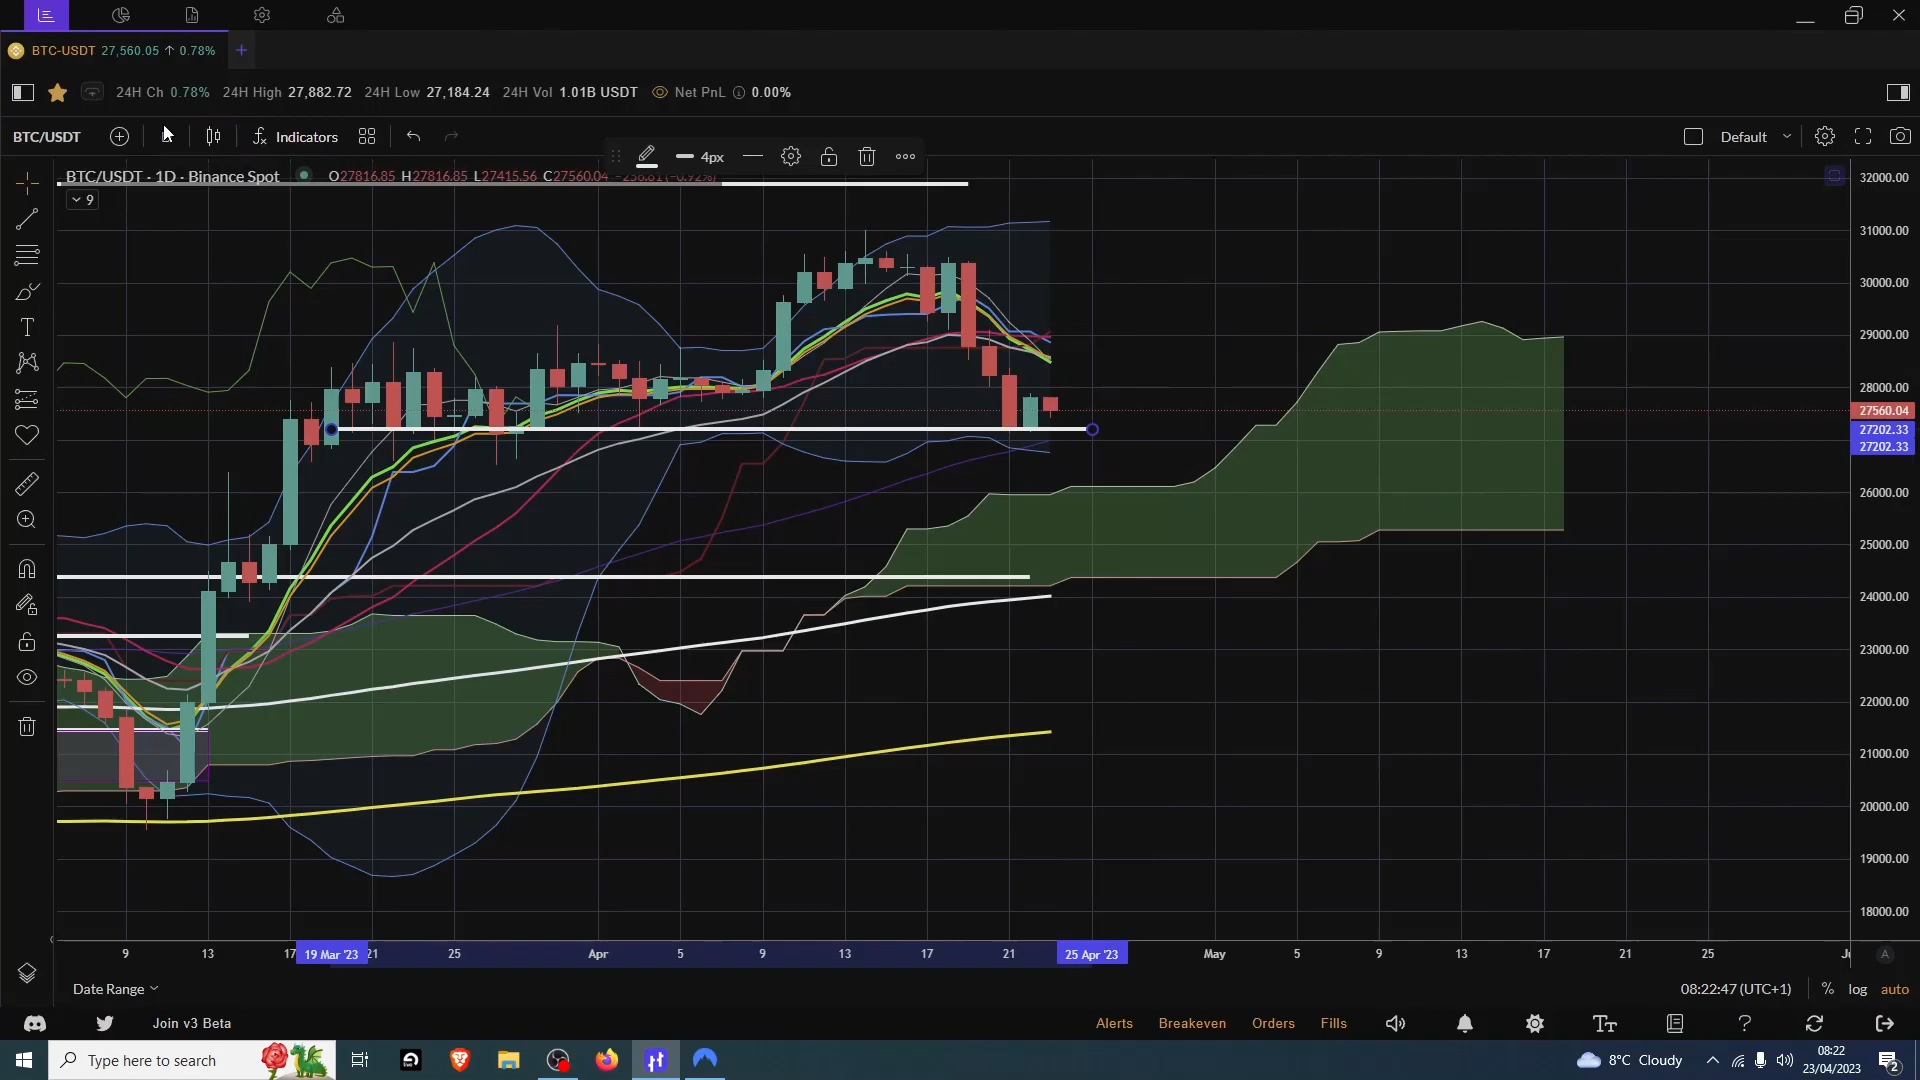 BTC-USDT 27,560.05 ↑ 0.78%
24H Ch 0.78% 24H High 27,882.72 24H Low 27,184.24 24H Vol 1.01B USDT Net PnL 0.00%
BTC/USDT Indicators Default
4px
BTC/USDT · 1D · Binance Spot O27816.85 H27816.85 L27415.56 C27560.04 −256.81 (−0.92%)
9
32000.00
31000.00
30000.00
29000.00
28000.00
27560.04
27202.33
27202.33
26000.00
25000.00
24000.00
23000.00
22000.00
21000.00
20000.00
19000.00
18000.00
9 13 17 19 Mar '23 21 25 Apr 5 9 13 17 21 25 Apr '23 May 5 9 13 17 21 25 A
Date Range 08:22:47 (UTC+1) % log auto
Join v3 Beta Alerts Breakeven Orders Fills
Type here to search 8°C Cloudy 08:22
23/04/2023 2